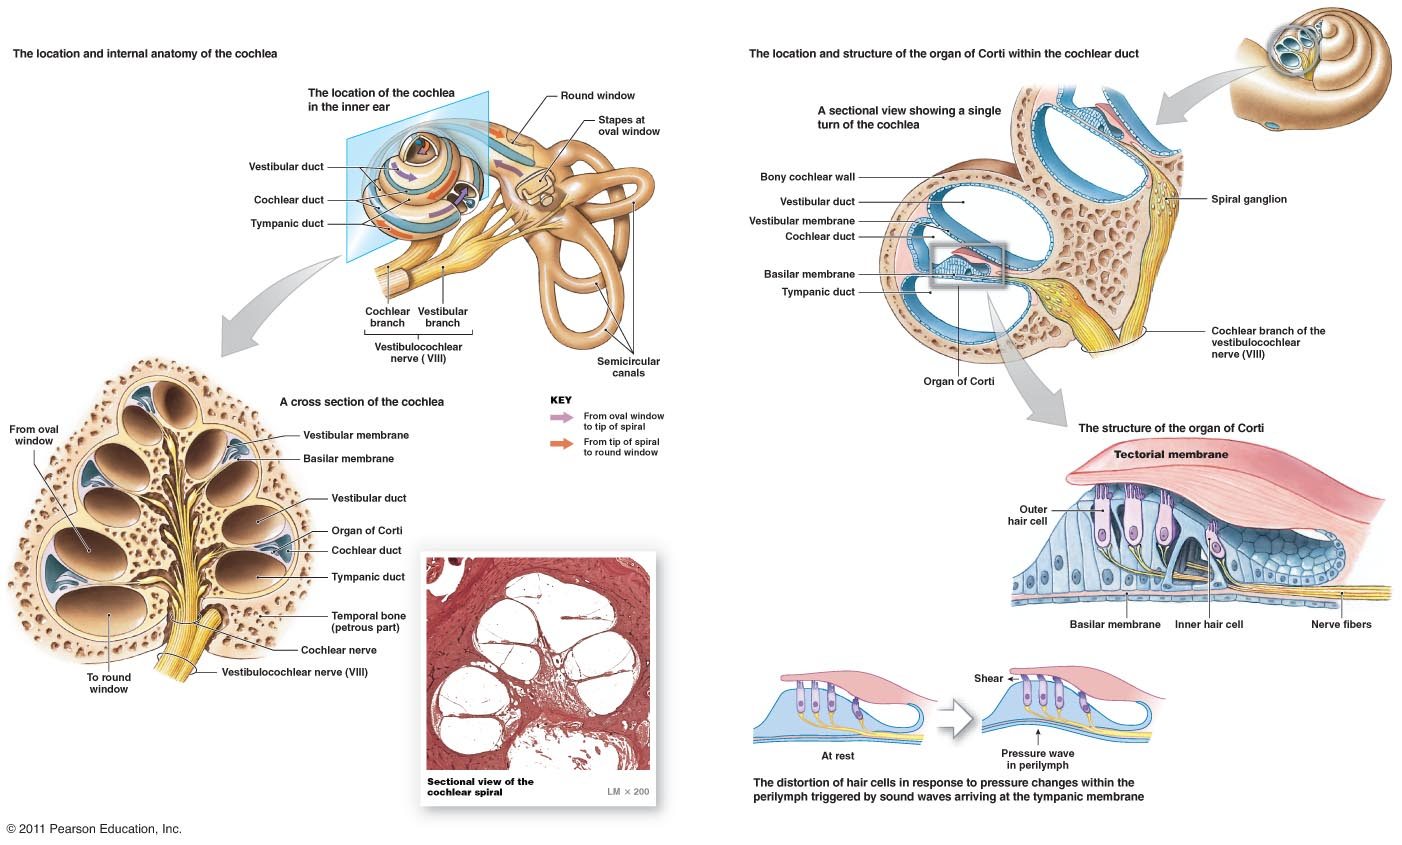 The location and internal anatomy of the cochlea
The location of the cochlea
in the inner ear
Round window
Stapes at
oval window
Vestibular duct
Cochlear duct
Tympanic duct
Cochlear
branch
Vestibular
branch
Vestibulocochlear
nerve ( VIII)
Semicircular
canals
KEY
From oval window
to tip of spiral
From tip of spiral
to round window
A cross section of the cochlea
From oval
window
Vestibular membrane
Basilar membrane
Vestibular duct
Organ of Corti
Cochlear duct
Tympanic duct
Temporal bone
(petrous part)
Cochlear nerve
Vestibulocochlear nerve (VIII)
To round
window
Sectional view of the
cochlear spiral
LM × 200
The location and structure of the organ of Corti within the cochlear duct
A sectional view showing a single
turn of the cochlea
Bony cochlear wall
Vestibular duct
Vestibular membrane
Cochlear duct
Basilar membrane
Tympanic duct
Spiral ganglion
Cochlear branch of the
vestibulocochlear
nerve (VIII)
Organ of Corti
The structure of the organ of Corti
Tectorial membrane
Outer
hair cell
Basilar membrane
Inner hair cell
Nerve fibers
At rest
Shear
Pressure wave
in perilymph
The distortion of hair cells in response to pressure changes within the
perilymph triggered by sound waves arriving at the tympanic membrane
© 2011 Pearson Education, Inc.